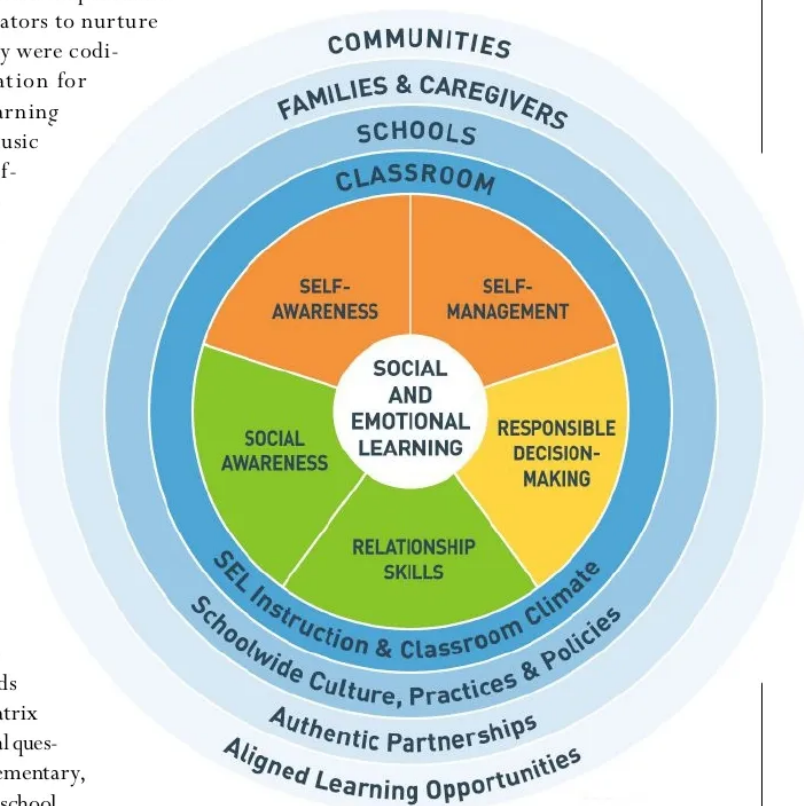 ators to nurture
y were codi-
ation for
arning
usic
f-
COMMUNITIES
FAMILIES & CAREGIVERS
SCHOOLS
CLASSROOM
SELF-
AWARENESS
SELF-
MANAGEMENT
SOCIAL
AND
EMOTIONAL
LEARNING
SOCIAL
AWARENESS
RESPONSIBLE
DECISION-
MAKING
RELATIONSHIP
SKILLS
SEL Instruction & Classroom Climate
Schoolwide Culture, Practices & Policies
Authentic Partnerships
Aligned Learning Opportunities
ds
atrix
al ques-
ementary,
school